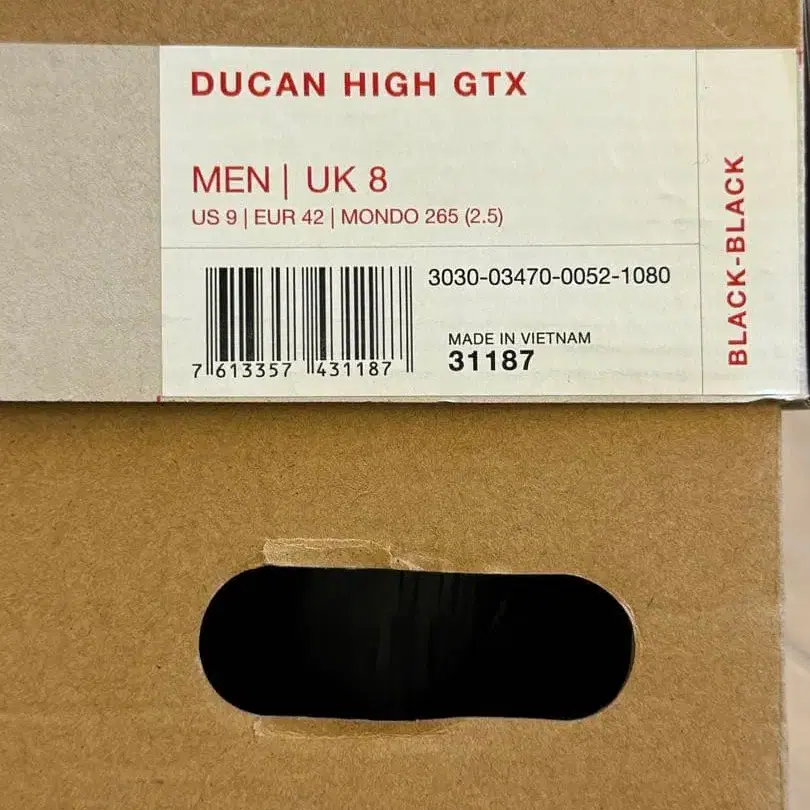 DUCAN HIGH GTX
MEN | UK 8
US 9 | EUR 42 | MONDO 265 (2.5)
3030-03470-0052-1080
MADE IN VIETNAM
31187
7 613357 431187
BLACK-BLACK